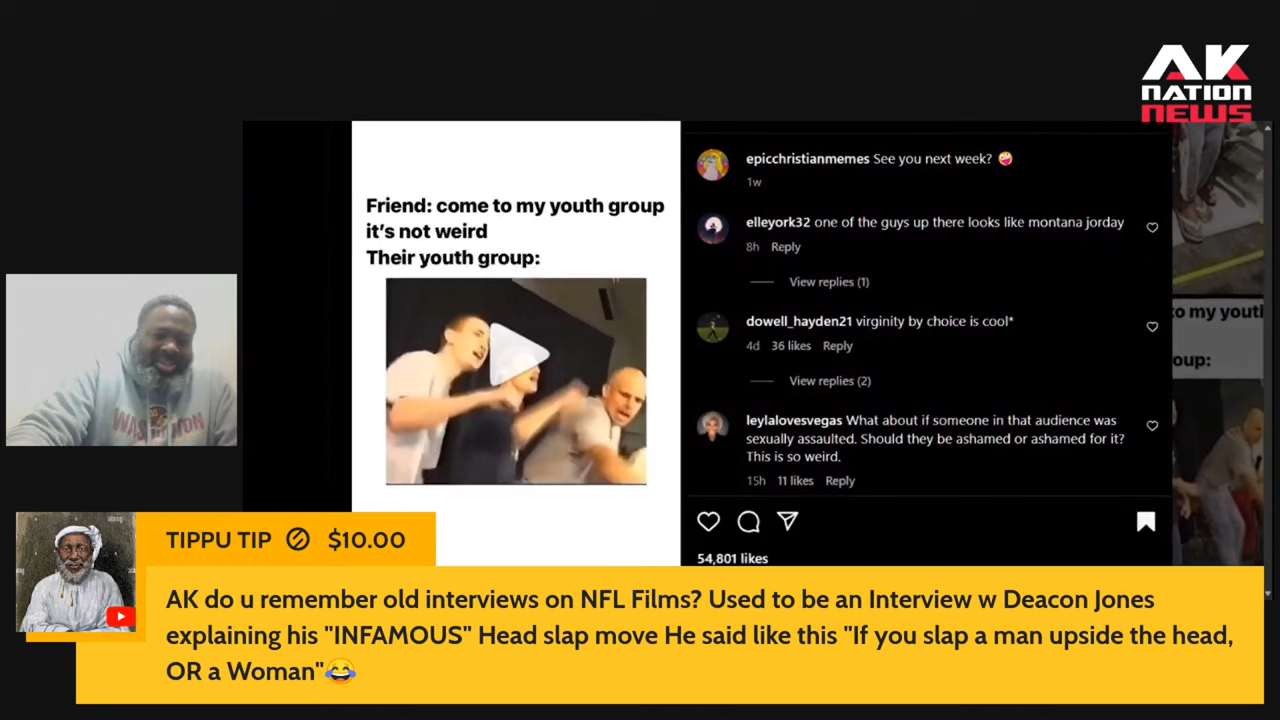 AK
NATION
NEWS
Friend: come to my youth group
it's not weird
Their youth group:
epicchristianmemes See you next week? 🤪
1w
elleyork32 one of the guys up there looks like montana jorday
8h Reply
View replies (1)
dowell_hayden21 virginity by choice is cool*
4d 36 likes Reply
View replies (2)
leylalovesvegas What about if someone in that audience was
sexually assaulted. Should they be ashamed or ashamed for it?
This is so weird.
15h 11 likes Reply
54,801 likes
to my yout
oup:
TIPPU TIP $10.00
AK do u remember old interviews on NFL Films? Used to be an Interview w Deacon Jones
explaining his "INFAMOUS" Head slap move He said like this "If you slap a man upside the head,
OR a Woman"😂